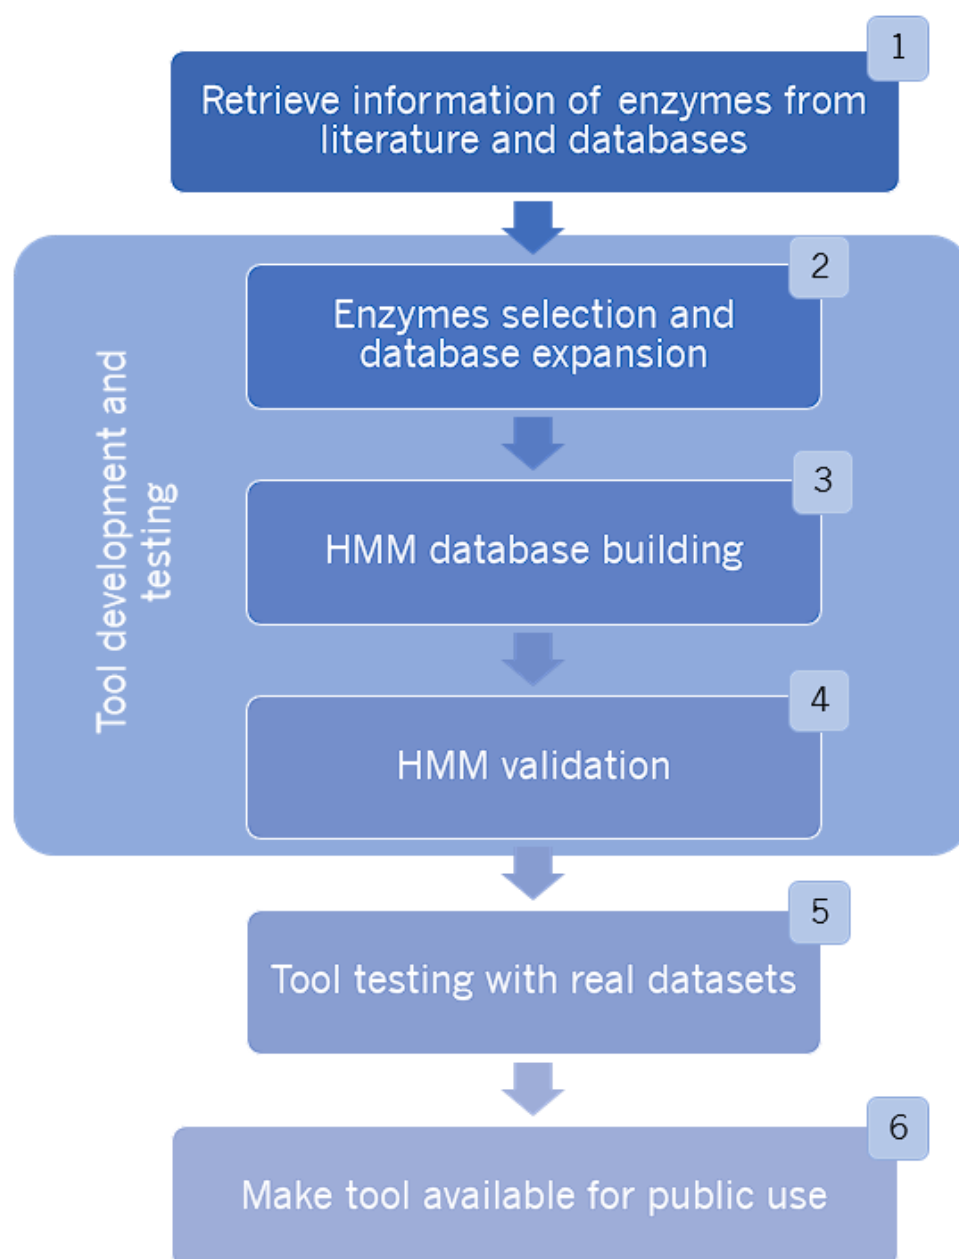 1
Retrieve information of enzymes from
literature and databases
2
Enzymes selection and
database expansion
Tool development and
testing
3
HMM database building
4
HMM validation
5
Tool testing with real datasets
6
Make tool available for public use